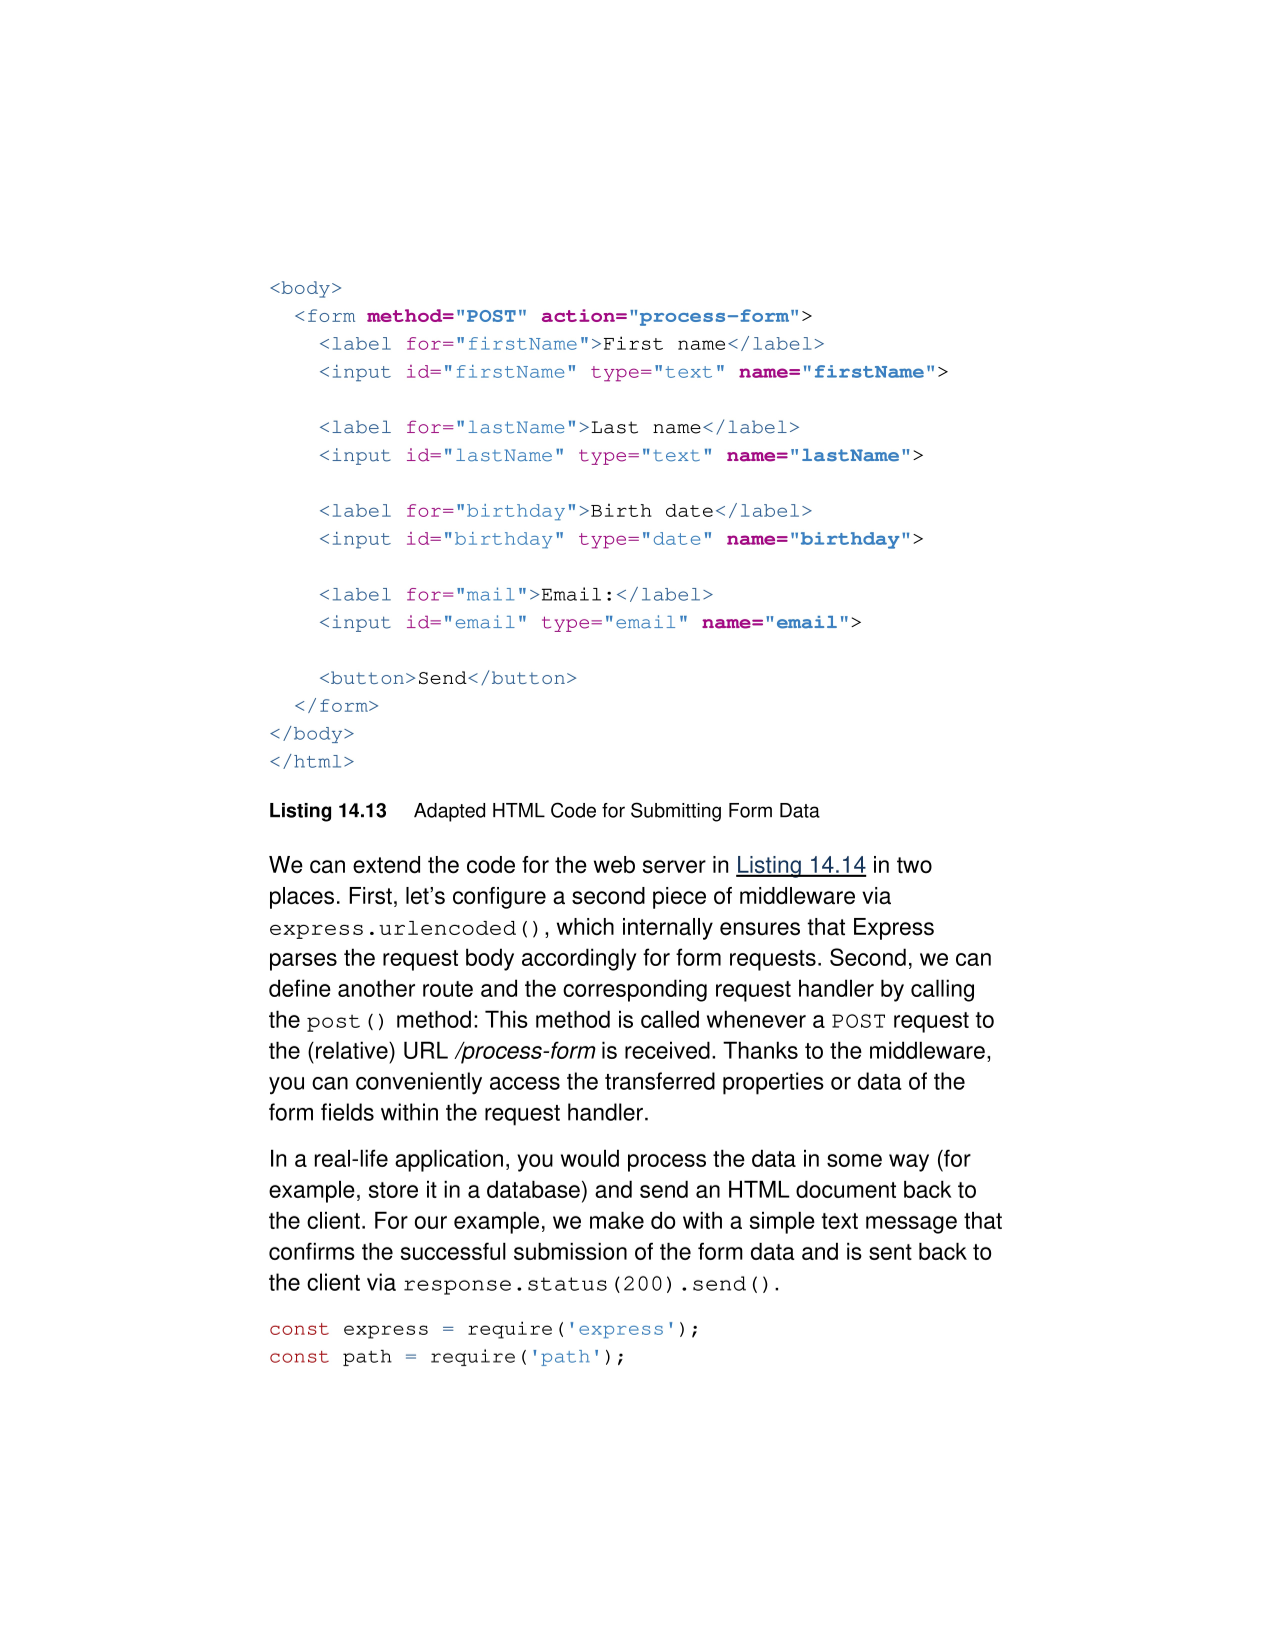 <body>
  <form method="POST" action="process-form">
    <label for="firstName">First name</label>
    <input id="firstName" type="text" name="firstName">
    <label for="lastName">Last name</label>
    <input id="lastName" type="text" name="lastName">
    <label for="birthday">Birth date</label>
    <input id="birthday" type="date" name="birthday">
    <label for="mail">Email:</label>
    <input id="email" type="email" name="email">
    <button>Send</button>
  </form>
</body>
</html>
Listing 14.13 Adapted HTML Code for Submitting Form Data
We can extend the code for the web server in Listing 14.14 in two
places. First, let’s configure a second piece of middleware via
express.urlencoded(), which internally ensures that Express
parses the request body accordingly for form requests. Second, we can
define another route and the corresponding request handler by calling
the post() method: This method is called whenever a POST request to
the (relative) URL /process-form is received. Thanks to the middleware,
you can conveniently access the transferred properties or data of the
form fields within the request handler.
In a real-life application, you would process the data in some way (for
example, store it in a database) and send an HTML document back to
the client. For our example, we make do with a simple text message that
confirms the successful submission of the form data and is sent back to
the client via response.status(200).send().
const express = require('express');
const path = require('path');